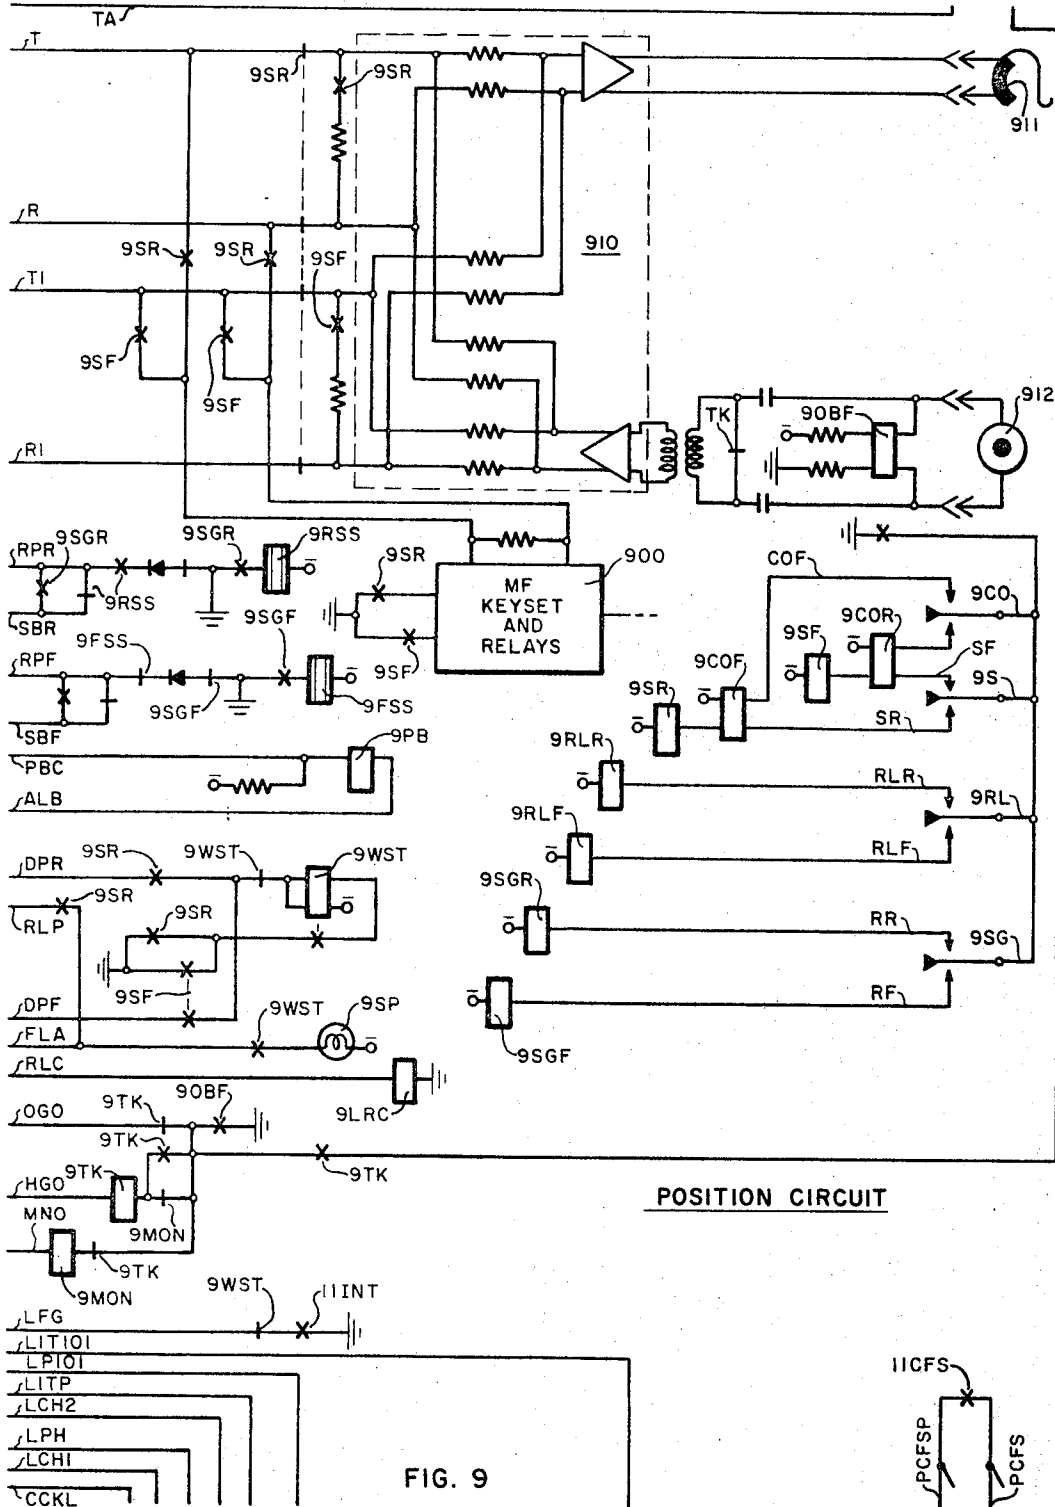 TA
T
9SR
9SR
911
R
9SR
9SR
9SF
910
T1
9SF
9SF
TK
90BF
912
R1
9SGR
RPR
9SGR
9RSS
9SR
900
COF
9RSS
SBR
MF
KEYSET
AND
RELAYS
9CO
9FSS
9SGF
9SF
9COR
SF
RPF
9SF
9COF
9S
9SGF
9FSS
9SR
SBF
9PB
SR
PBC
9RLR
RLR
9RL
ALB
9RLF
RLF
DPR
9SR
9WST
9WST
9SGR
9SR
RLP
9SR
RR
9SG
9SF
RF
DPF
9WST
9SP
FLA
9SGF
RLC
9LRC
OGO
9TK
90BF
9TK
9TK
9TK
HGO
MNO
9MON
9TK
9MON
POSITION CIRCUIT
9WST
11INT
LFG
LIT101
LP101
LITP
LCH2
LPH
LCH1
CCKL
11CFS
PCFSP
PCFS
FIG. 9